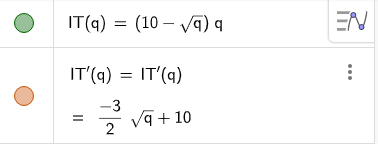 IT(q) = (10 − √q) q
IT′(q) = IT′(q)
= −3/2 √q + 10